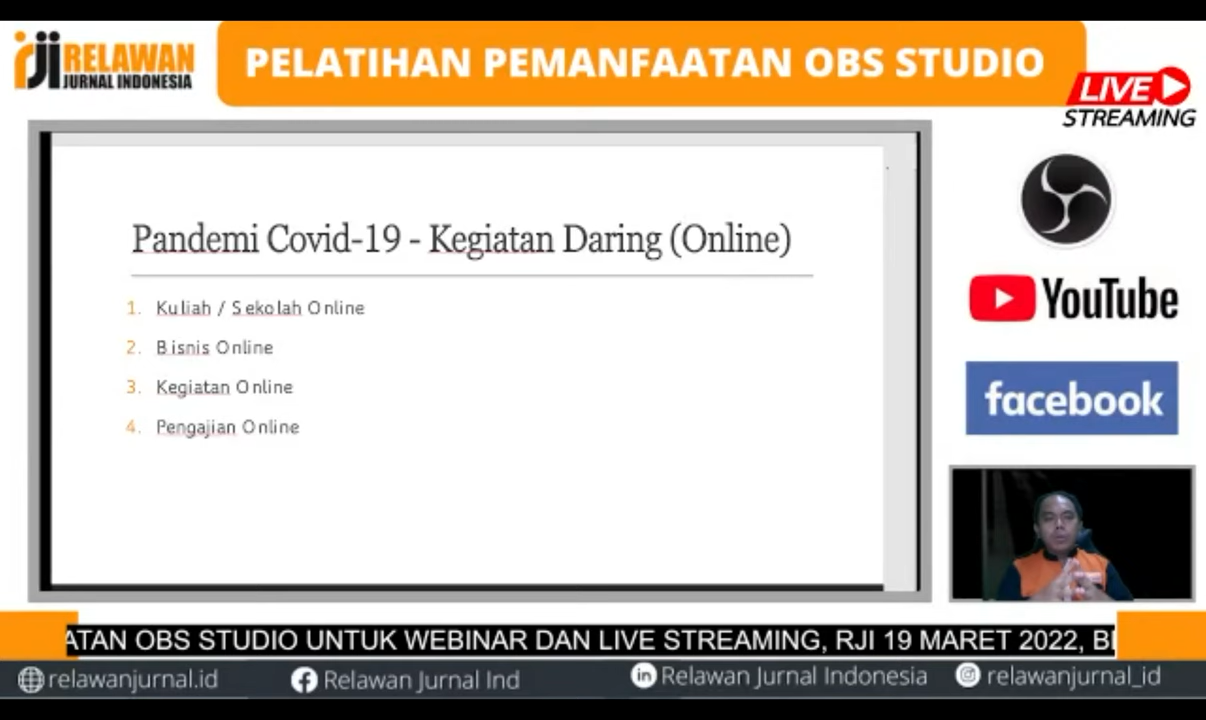 RELAWAN
JURNAL INDONESIA
PELATIHAN PEMANFAATAN OBS STUDIO
LIVE
STREAMING
Pandemi Covid-19 - Kegiatan Daring (Online)
1. Kuliah / Sekolah Online
2. Bisnis Online
3. Kegiatan Online
4. Pengajian Online
YouTube
facebook
ATAN OBS STUDIO UNTUK WEBINAR DAN LIVE STREAMING, RJI 19 MARET 2022,
relawanjurnal.id
Relawan Jurnal Ind
Relawan Jurnal Indonesia
relawanjurnal_id